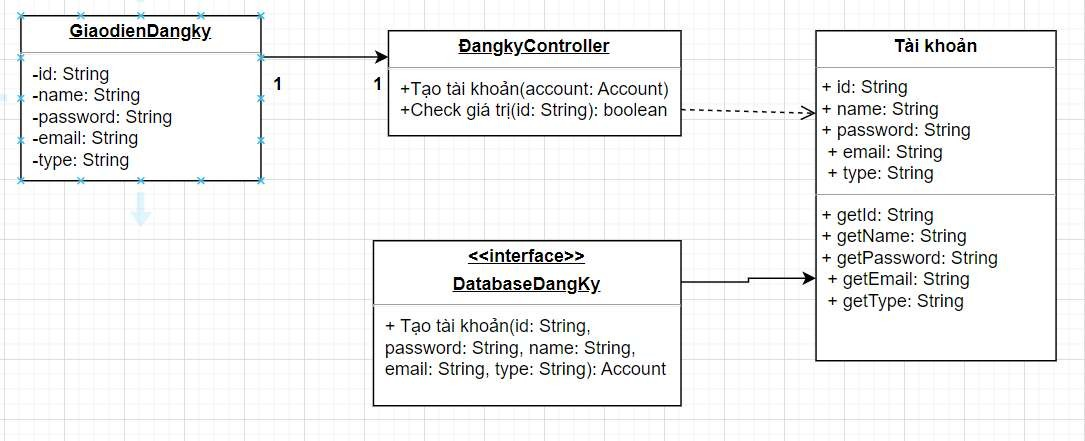 GiaodienDangky
-id: String
-name: String
-password: String
-email: String
-type: String
1
1
ĐangkyController
+Tạo tài khoản(account: Account)
+Check giá trị(id: String): boolean
Tài khoản
+ id: String
+ name: String
+ password: String
+ email: String
+ type: String
+ getId: String
+ getName: String
+ getPassword: String
+ getEmail: String
+ getType: String
<<interface>>
DatabaseDangKy
+ Tạo tài khoản(id: String,
password: String, name: String,
email: String, type: String): Account